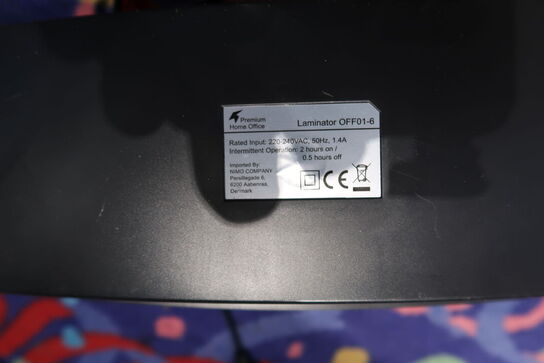 Premium
Home Office
Laminator OFF01-6
Rated Input: 220-240VAC, 50Hz, 1.4A
Intermittent Operation: 2 hours on /
0.5 hours off
Imported By:
NIMO COMPANY
Persillegade 6,
6200 Aabenraa,
Denmark
CE